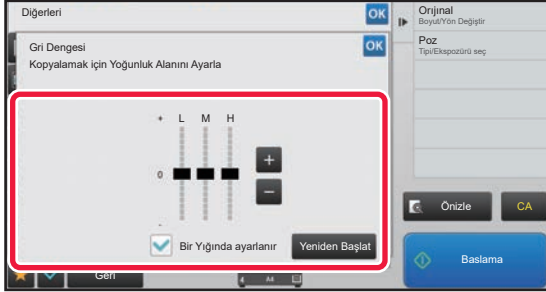 Diğerleri
OK
Gri Dengesi
OK
Kopyalamak için Yoğunluk Alanını Ayarla
+ L M H
+
0
-
-
Bir Yığında ayarlanır
Yeniden Başlat
Geri
A4
Orijinal
Boyut/Yön Değiştir
Poz
Tipi/Ekspozürü seç
Önizle
CA
Baslama